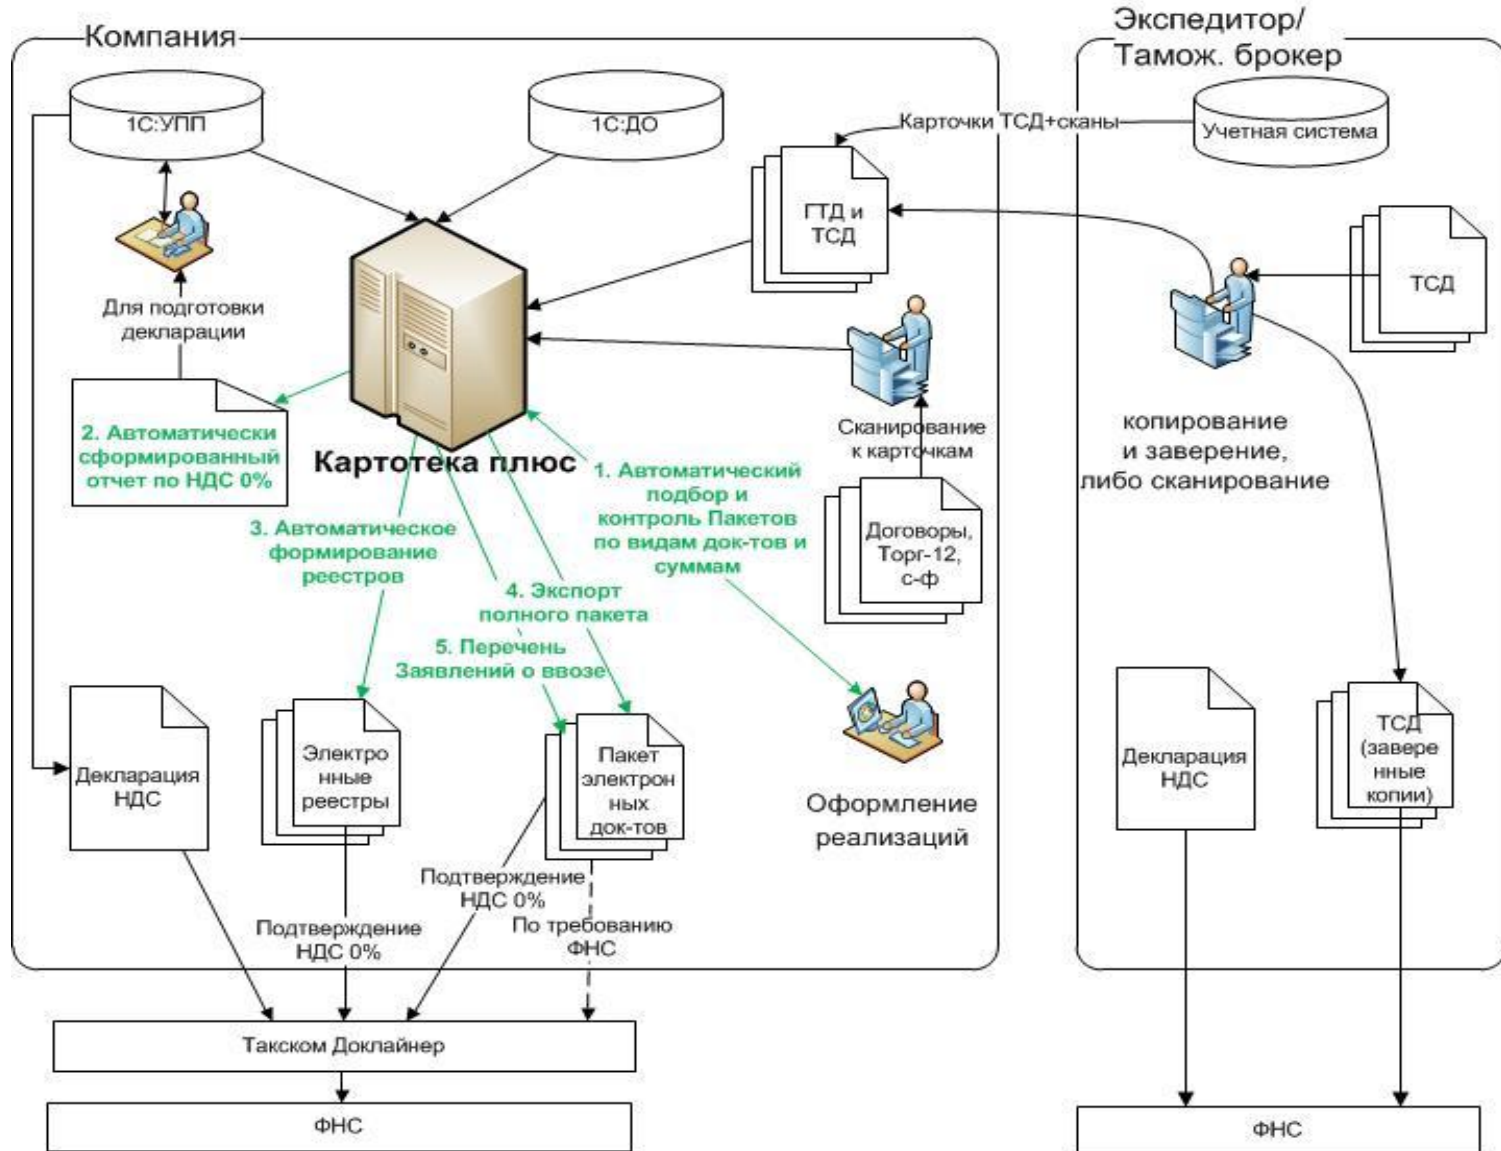 Компания
Экспедитор/
Тамож. брокер
1С:УПП
1С:ДО
Карточки ТСД+сканы
Учетная система
ГТД и
ТСД
ТСД
Для подготовки
декларации
2. Автоматически
сформированный
отчет по НДС 0%
Картотека плюс
Сканирование
к карточкам
копирование
и заверение,
либо сканирование
1. Автоматический
подбор и
контроль Пакетов
по видам док-тов и
суммам
Договоры,
Торг-12,
с-ф
3. Автоматическое
формирование
реестров
4. Экспорт
полного пакета
5. Перечень
Заявлений о ввозе
Декларация
НДС
Электро
нные
реестры
Пакет
электрон
ных
док-тов
Оформление
реализаций
Декларация
НДС
ТСД
(завере
нные
копии)
Подтверждение
НДС 0%
Подтверждение
НДС 0%
По требованию
ФНС
Такском Доклайнер
ФНС
ФНС